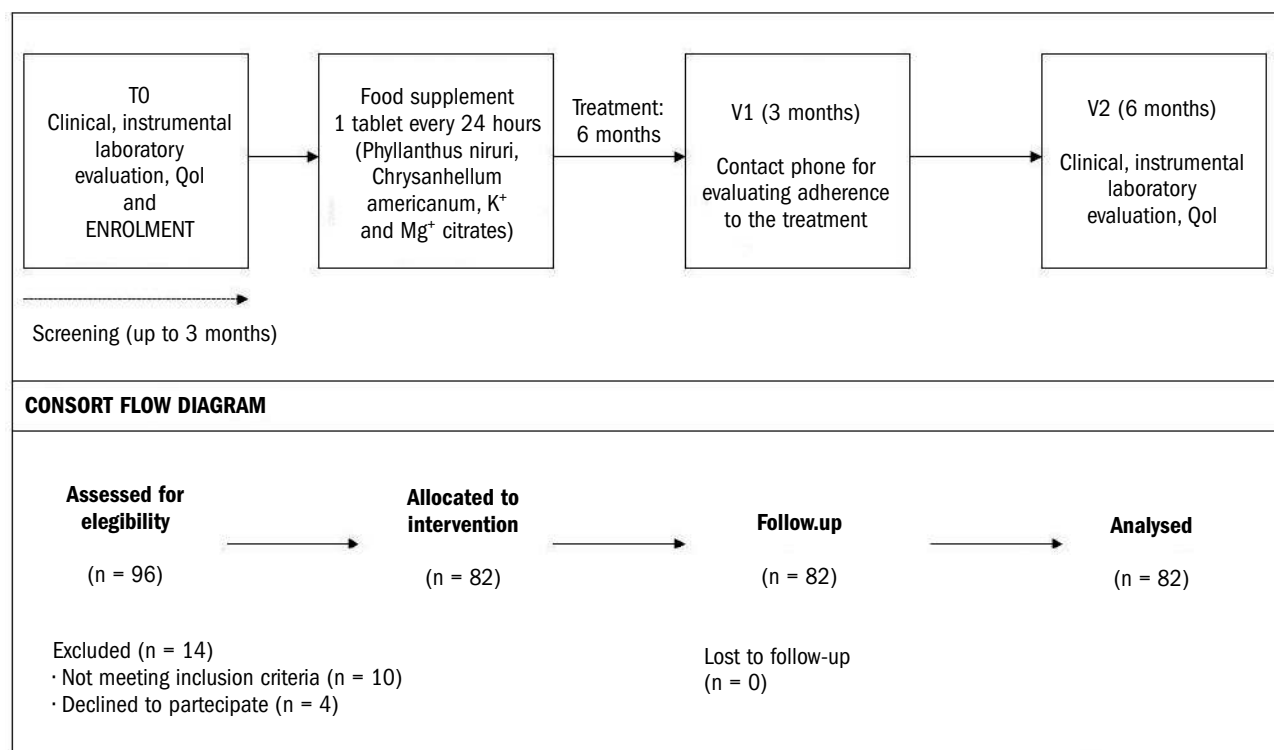 TO
Clinical, instrumental
laboratory
evaluation, Qol
and
ENROLMENT
Food supplement
1 tablet every 24 hours
(Phyllanthus niruri,
Chrysanhellum
americanum, K⁺
and Mg⁺ citrates)
Treatment:
6 months
V1 (3 months)
Contact phone for
evaluating adherence
to the treatment
V2 (6 months)
Clinical, instrumental
laboratory
evaluation, Qol
Screening (up to 3 months)
CONSORT FLOW DIAGRAM
Assessed for
elegibility
(n = 96)
Allocated to
intervention
(n = 82)
Follow.up
(n = 82)
Analysed
(n = 82)
Excluded (n = 14)
· Not meeting inclusion criteria (n = 10)
· Declined to partecipate (n = 4)
Lost to follow-up
(n = 0)